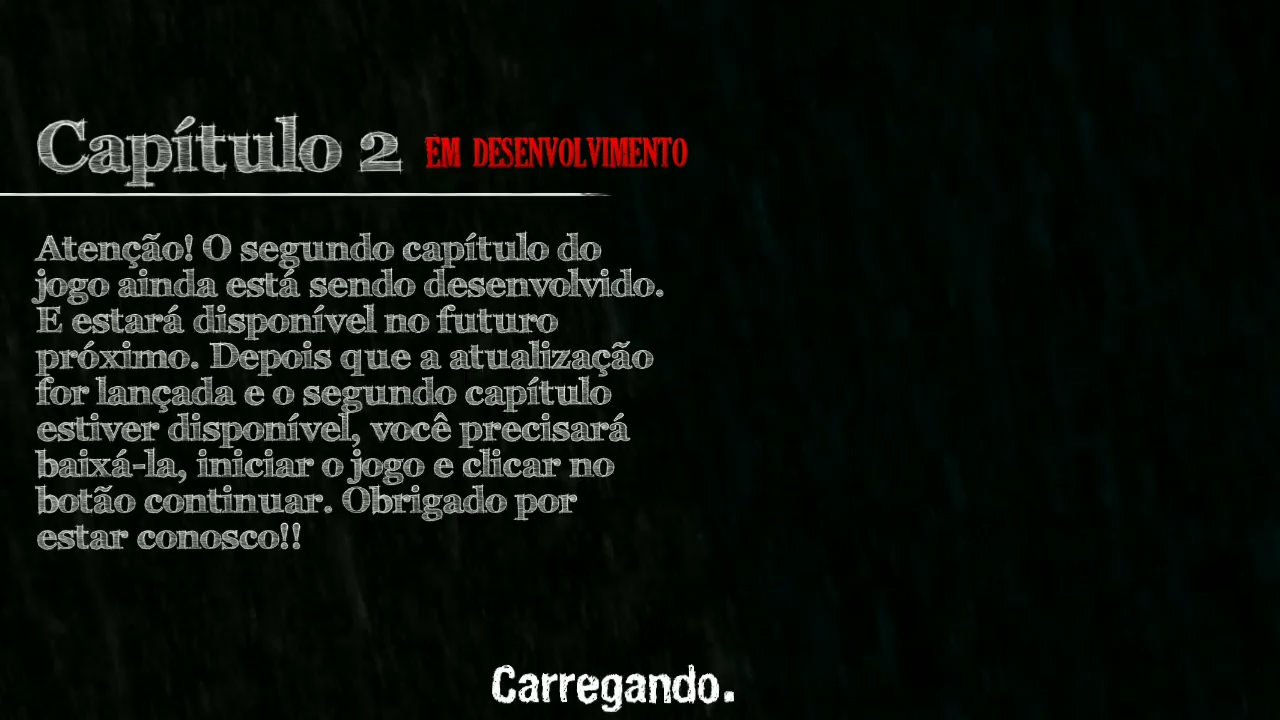 Capítulo 2 EM DESENVOLVIMENTO
Atenção! O segundo capítulo do
jogo ainda está sendo desenvolvido.
E estará disponível no futuro
próximo. Depois que a atualização
for lançada e o segundo capítulo
estiver disponível, você precisará
baixá-la, iniciar o jogo e clicar no
botão continuar. Obrigado por
estar conosco!!
Carregando.